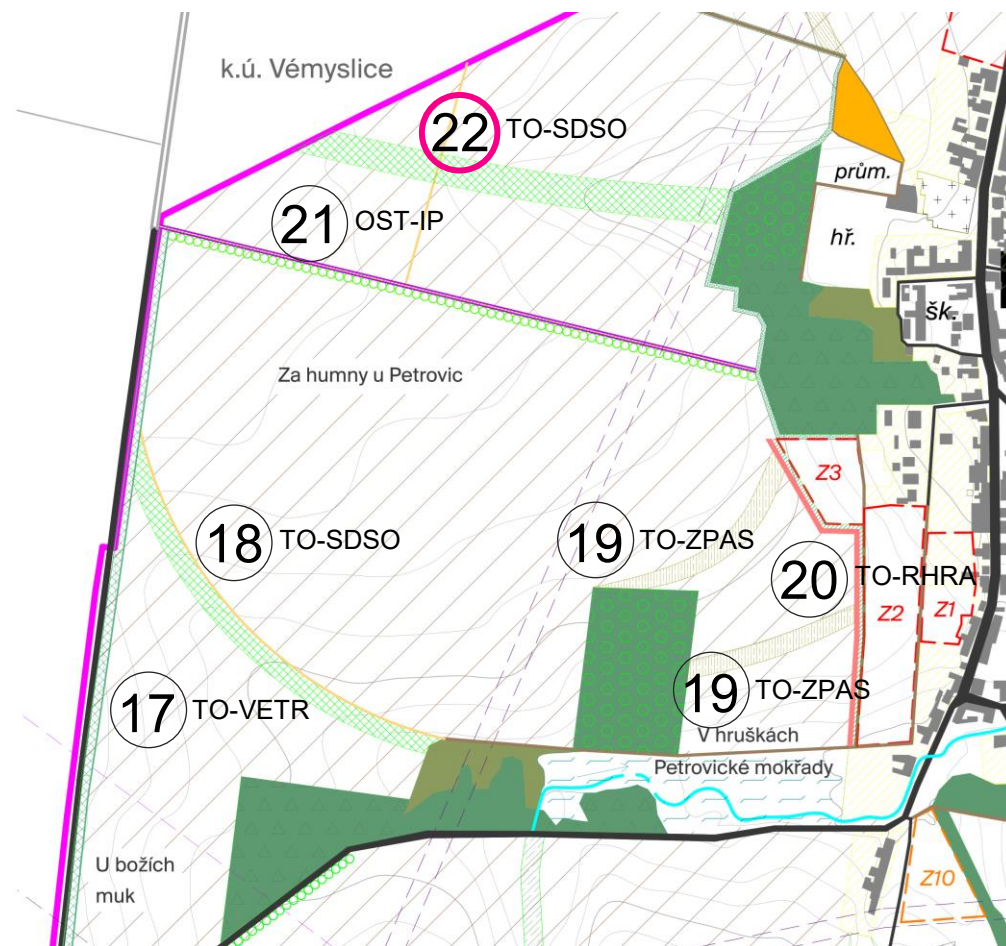 k.ú. Vémyslice
22 TO-SDSO
prům.
21 OST-IP
hř.
šk.
Za humny u Petrovic
Z3
18 TO-SDSO
19 TO-ZPAS
20 TO-RHRA
Z2
Z1
19 TO-ZPAS
17 TO-VETR
V hruškách
Petrovické mokřady
U božích
muk
Z10